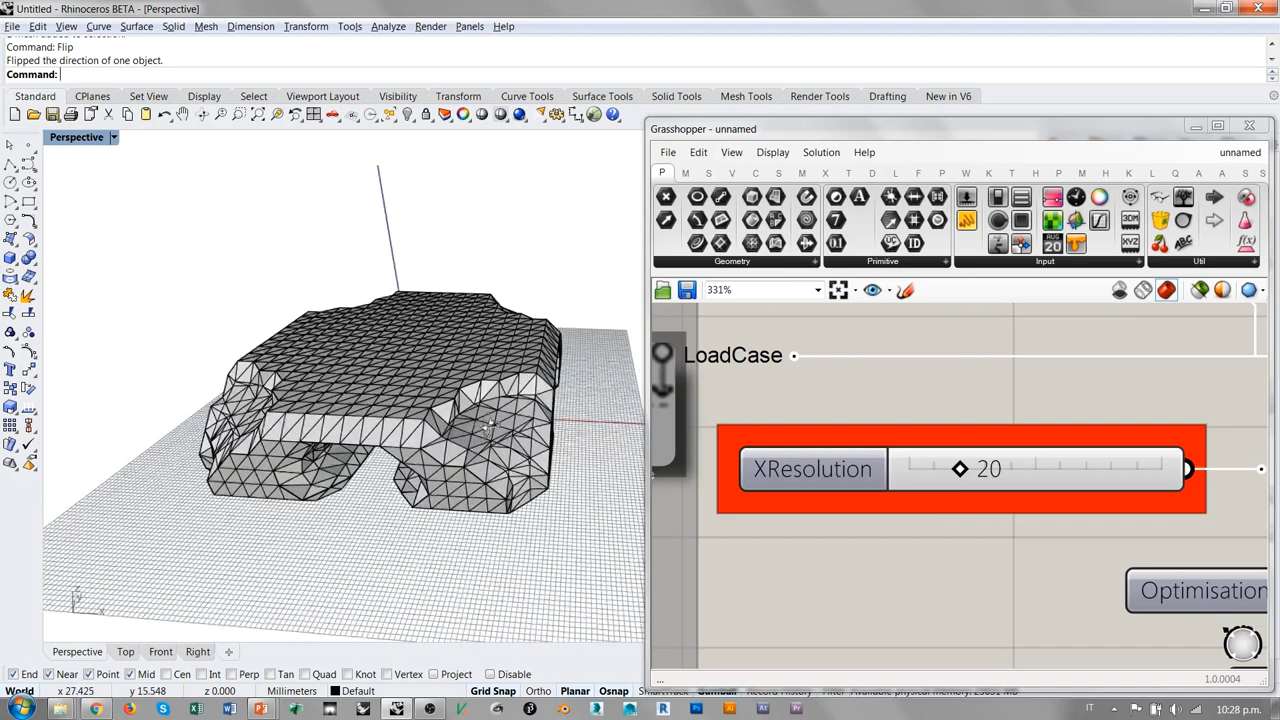 Untitled - Rhinoceros BETA - [Perspective]
File Edit View Curve Surface Solid Mesh Dimension Transform Tools Analyze Render Panels Help
Command: Flip
Flipped the direction of one object.
Command:
Standard CPlanes Set View Display Select Viewport Layout Visibility Transform Curve Tools Surface Tools Solid Tools Mesh Tools Render Tools Drafting New in V6
Perspective
Grasshopper - unnamed
File Edit View Display Solution Help unnamed
P M S V C S M P X T D L F K T H K T W K T K L S Q A S S
Geometry Primitive Input Util
331%
LoadCase
XResolution 20
Optimisation
1.0.0004
x
Perspective Top Front Right
End Near Point Mid Cen Int Perp Tan Quad Knot Vertex Project Disable
World x 27.425 y 15.548 z 0.000 Millimeters Default Grid Snap Ortho Planar Osnap
IT 10:28 p.m.